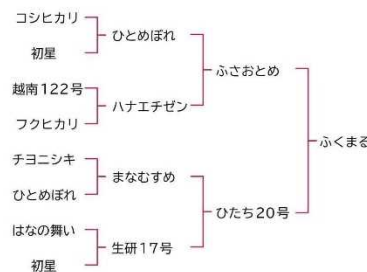 コシヒカリ
初星
ひとめぼれ
越南122号
フクヒカリ
ハナエチゼン
ふさおとめ
チヨニシキ
ひとめぼれ
まなむすめ
はなの舞い
初星
生研17号
ひたち20号
ふくまる